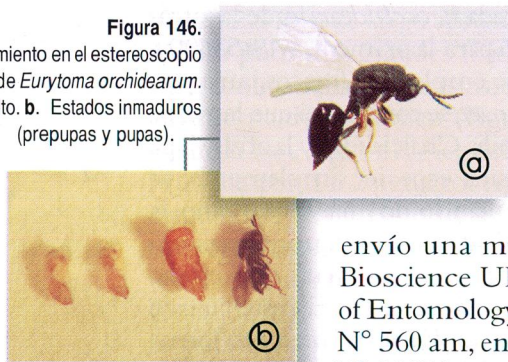 Figura 146.
miento en el estereoscopio
de Eurytoma orchidearum.
to. b. Estados inmaduros
(prepupas y pupas).
a
b
envío una m
Bioscience
of Entomology
N° 560 am, en